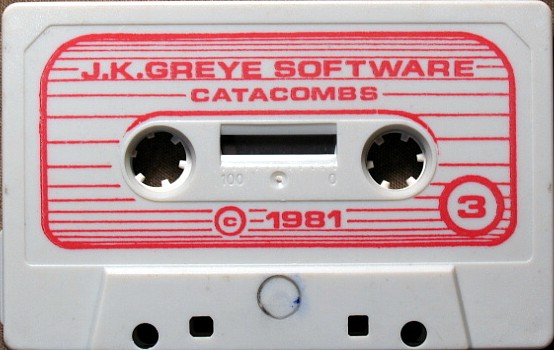 J.K.GREYE SOFTWARE
CATACOMBS
100 0
© -1981
3